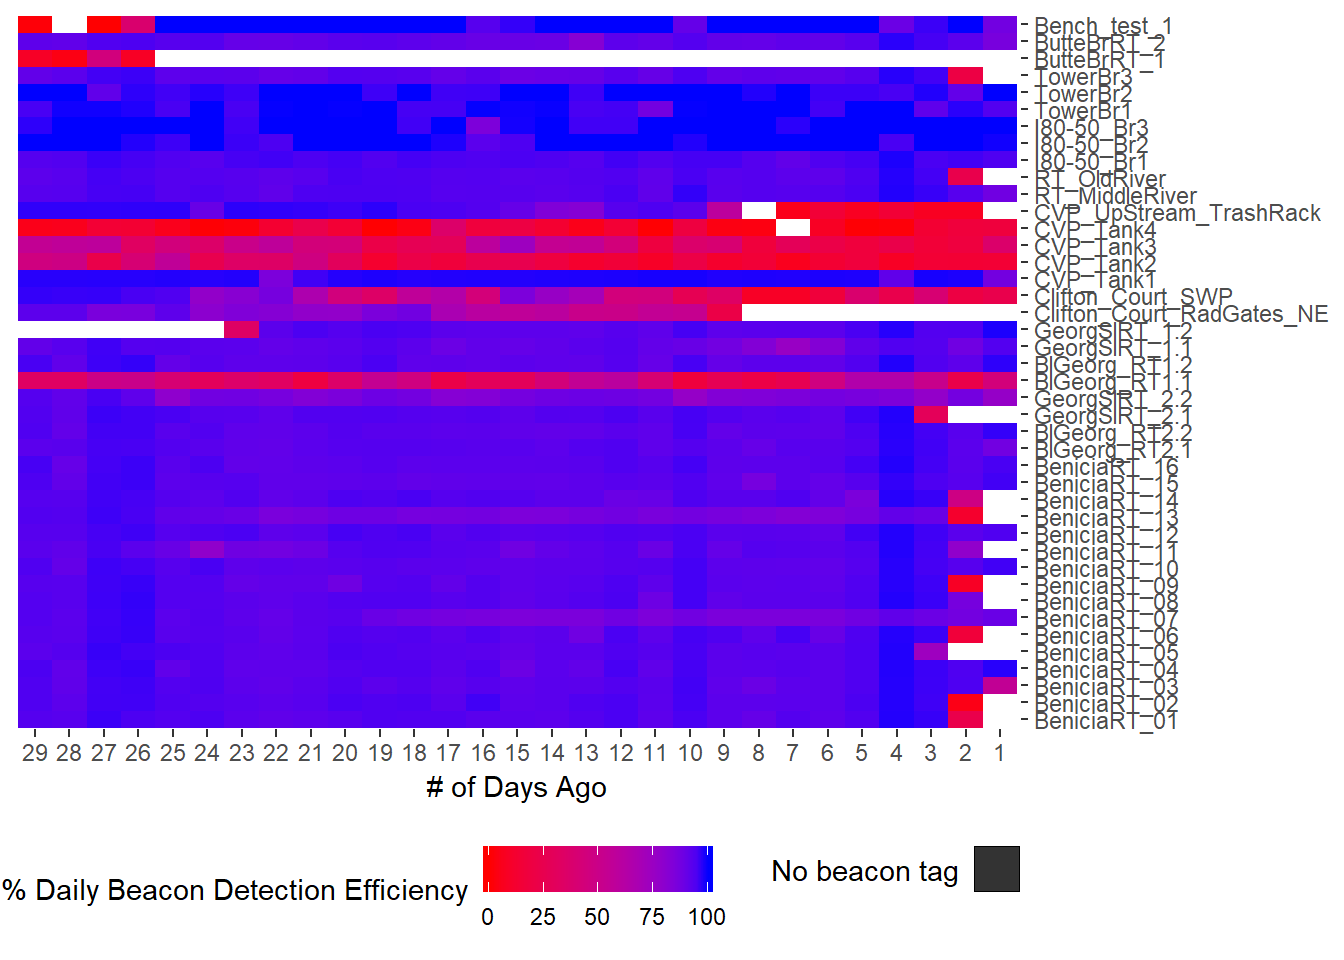 Bench_test_1
ButteBrRT_2
ButteBrRT_1
TowerBr3
TowerBr2
TowerBr1
I80-50_Br3
I80-50_Br2
I80-50_Br1
RT_OldRiver
RT_MiddleRiver
CVP_UpStream_TrashRack
CVP_Tank4
CVP_Tank3
CVP_Tank2
CVP_Tank1
Clifton_Court_SWP
Clifton_Court_RadGates_NE
GeorgSlRT_1.2
GeorgSlRT_1.1
BlGeorg_RT1.2
BlGeorg_RT1.1
GeorgSlRT_2.2
GeorgSlRT_2.1
BlGeorg_RT2.2
BlGeorg_RT2.1
BeniciaRT_16
BeniciaRT_15
BeniciaRT_14
BeniciaRT_13
BeniciaRT_12
BeniciaRT_11
BeniciaRT_10
BeniciaRT_09
BeniciaRT_08
BeniciaRT_07
BeniciaRT_06
BeniciaRT_05
BeniciaRT_04
BeniciaRT_03
BeniciaRT_02
BeniciaRT_01
29 28 27 26 25 24 23 22 21 20 19 18 17 16 15 14 13 12 11 10 9 8 7 6 5 4 3 2 1
# of Days Ago
% Daily Beacon Detection Efficiency
0 25 50 75 100
No beacon tag